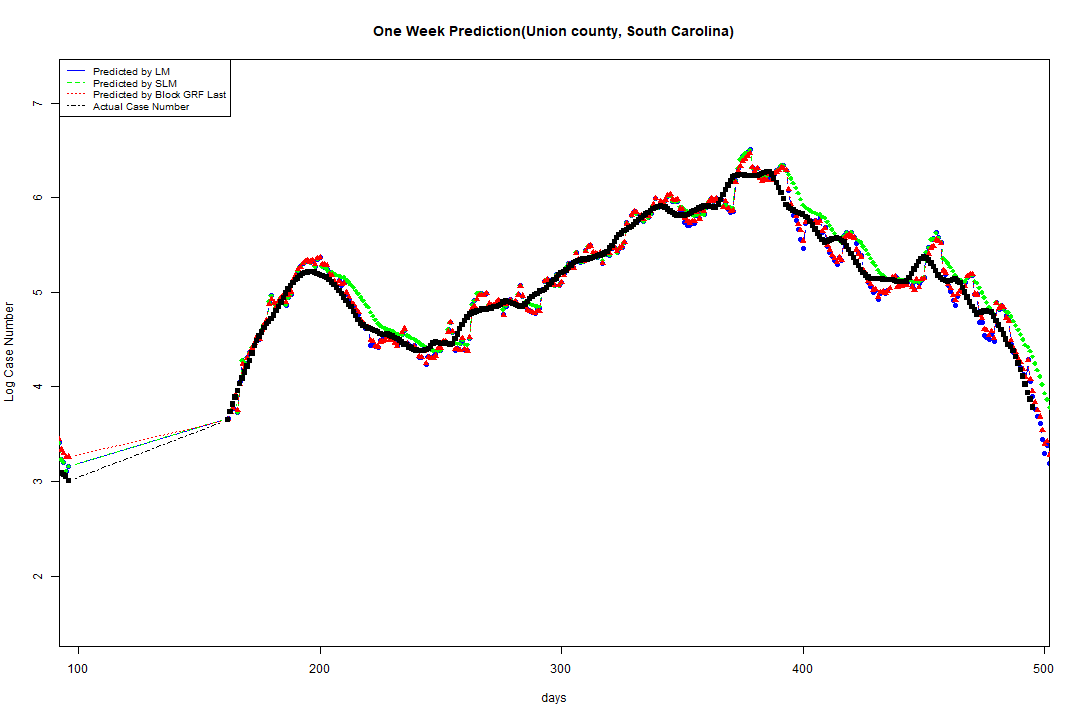 One Week Prediction(Union county, South Carolina)
Predicted by LM
Predicted by SLM
Predicted by Block GRF Last
Actual Case Number
Log Case Number
7
6
5
4
3
2
100 200 300 400 500
days